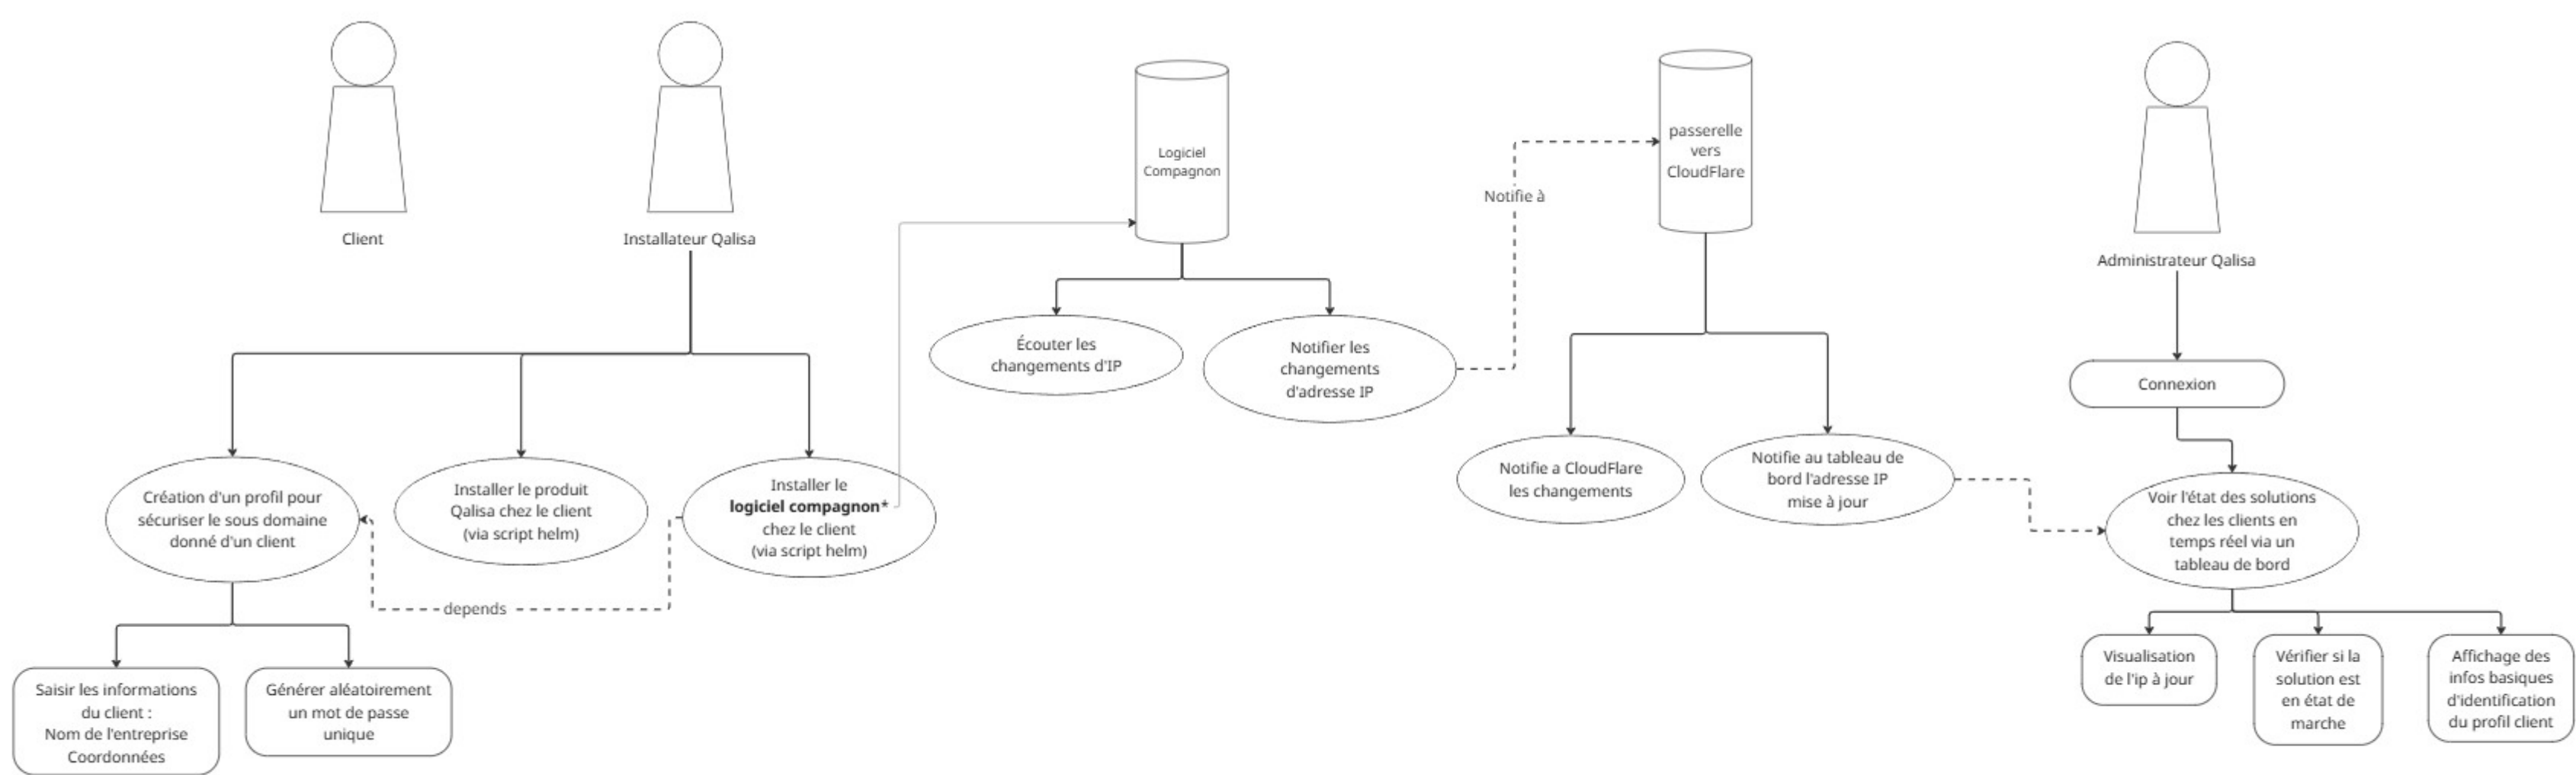 Client
Installateur Qalisa
Logiciel
Compagnon
passerelle
vers
CloudFlare
Administrateur Qalisa
Notifie à
Écouter les
changements d'IP
Notifier les
changements
d'adresse IP
Connexion
Création d'un profil pour
sécuriser le sous domaine
donné d'un client
Installer le produit
Qalisa chez le client
(via script helm)
Installer le
logiciel compagnon*
chez le client
(via script helm)
Notifie a CloudFlare
les changements
Notifie au tableau de
bord l'adresse IP
mise à jour
Voir l'état des solutions
chez les clients en
temps réel via un
tableau de bord
depends
Saisir les informations
du client :
Nom de l'entreprise
Coordonnées
Générer aléatoirement
un mot de passe
unique
Visualisation
de l'ip à jour
Vérifier si la
solution est
en état de
marche
Affichage des
infos basiques
d'identification
du profil client